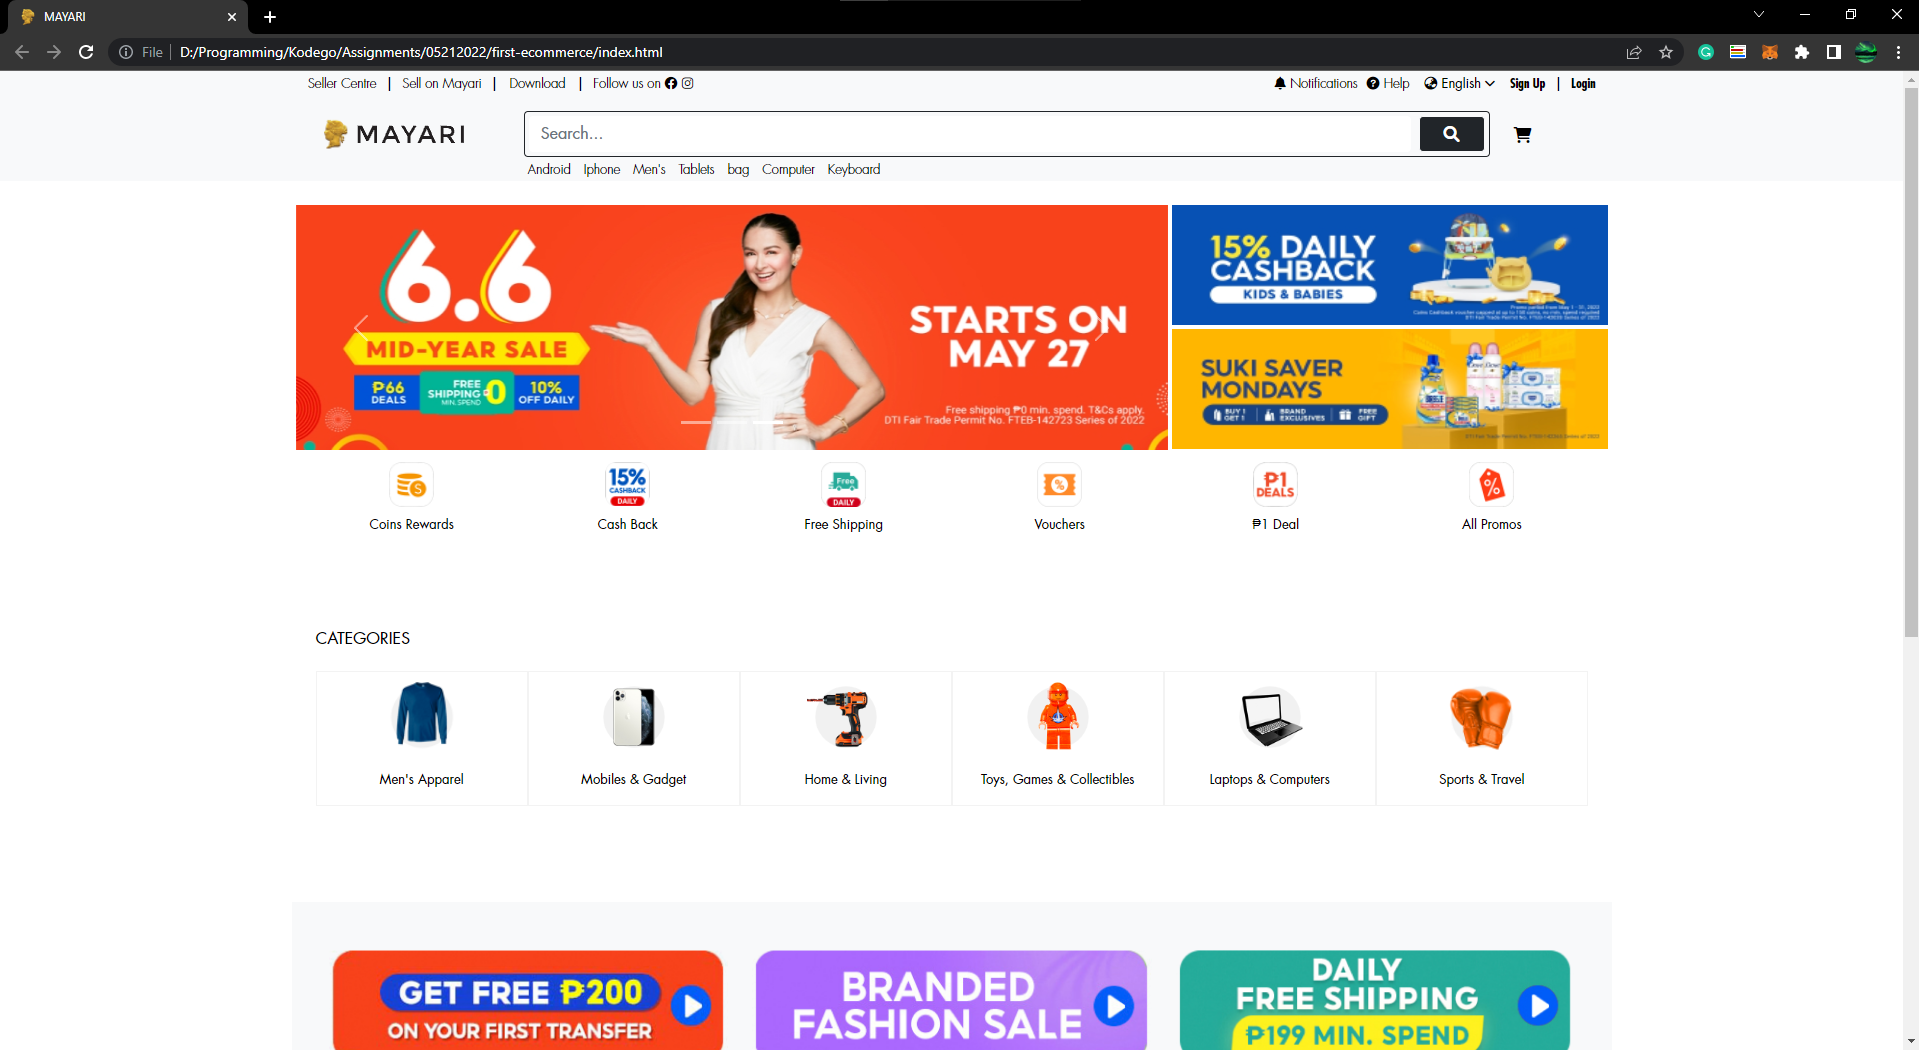 MAYARI
File
D:/Programming/Kodego/Assignments/05212022/first-ecommerce/index.html
Seller Centre | Sell on Mayari | Download | Follow us on
Notifications Help English Sign Up | Login
MAYARI
Search...
Android Iphone Men's Tablets bag Computer Keyboard
6.6
MID-YEAR SALE
₱66 DEALS
FREE SHIPPING MIN. SPEND ₱0
10% OFF DAILY
STARTS ON
MAY 27
Free shipping ₱0 min. spend. T&Cs apply.
DTI Fair Trade Permit No. FTEB-142723 Series of 2022
15% DAILY
CASHBACK
KIDS & BABIES
SUKI SAVER
MONDAYS
BUY 1 GET 1
BRAND EXCLUSIVES
FREE GIFT
15%
CASHBACK
DAILY
Free
DAILY
₱1
DEALS
Coins Rewards
Cash Back
Free Shipping
Vouchers
₱1 Deal
All Promos
CATEGORIES
Men's Apparel
Mobiles & Gadget
Home & Living
Toys, Games & Collectibles
Laptops & Computers
Sports & Travel
GET FREE ₱200
ON YOUR FIRST TRANSFER
BRANDED
FASHION SALE
DAILY
FREE SHIPPING
₱199 MIN. SPEND